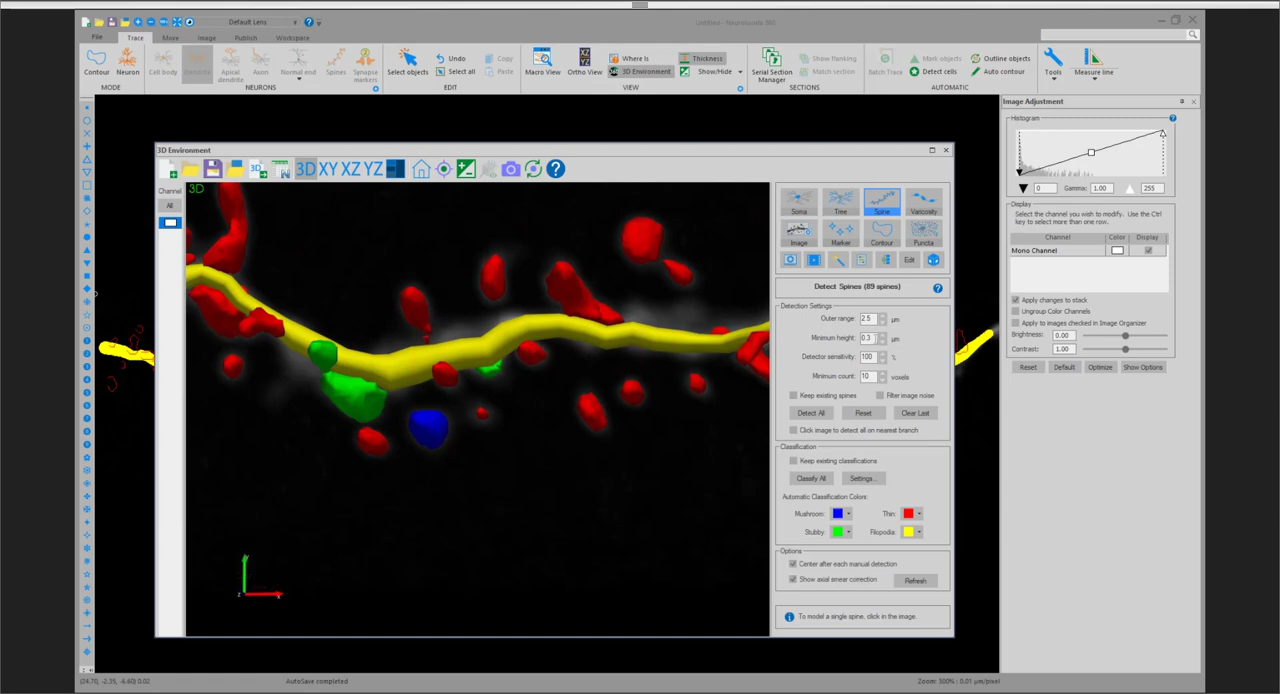 Default Lens
Untitled - Neurolucida 360
File Trace Move Image Publish Workspace
Contour Neuron Cell body Dendrite Apical dendrite Axon Normal end Spines Synapse markers
Select objects Undo Select all Copy Paste
Macro View Ortho View Where Is 3D Environment Thickness Show/Hide
Serial Section Manager Show flanking Match section
Batch Trace Mark objects Detect cells Outline objects Auto contour
Tools Measure line
MODE NEURONS EDIT VIEW SECTIONS AUTOMATIC
3D Environment
3D XY XZ YZ
Channel
All
3D
Soma Tree Spine Varicosity
Image Marker Contour Puncta
Edit
Detect Spines (89 spines)
Detection Settings
Outer range: 2.5 µm
Minimum height: 0.3 µm
Detector sensitivity: 100 %
Minimum count: 10 voxels
Keep existing spines Filter image noise
Detect All Reset Clear Last
Click image to detect all on nearest branch
Classification
Keep existing classifications
Classify All Settings...
Automatic Classification Colors:
Mushroom: Thin:
Stubby: Filopodia:
Options
Center after each manual detection
Show axial smear correction Refresh
To model a single spine, click in the image.
Image Adjustment
Histogram
0 Gamma: 1.00 255
Display
Select the channel you wish to modify. Use the Ctrl
key to select more than one row.
Channel Color Display
Mono Channel
Apply changes to stack
Ungroup Color Channels
Apply to images checked in Image Organizer
Brightness: 0.00
Contrast: 1.00
Reset Default Optimize Show Options
(24.70, -2.35, -6.60) 0.02 AutoSave completed Zoom: 300% : 0.01 µm/pixel